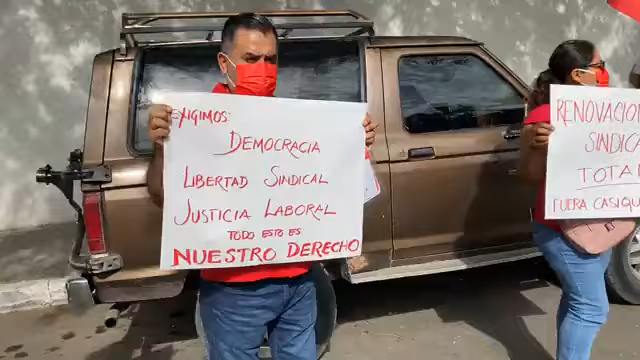 EXIGIMOS:
DEMOCRACIA
LIBERTAD SINDICAL
JUSTICIA LABORAL
TODO ESTO ES
NUESTRO DERECHO
RENOVACION
SINDICA
TOTA
FUERA CASIQU